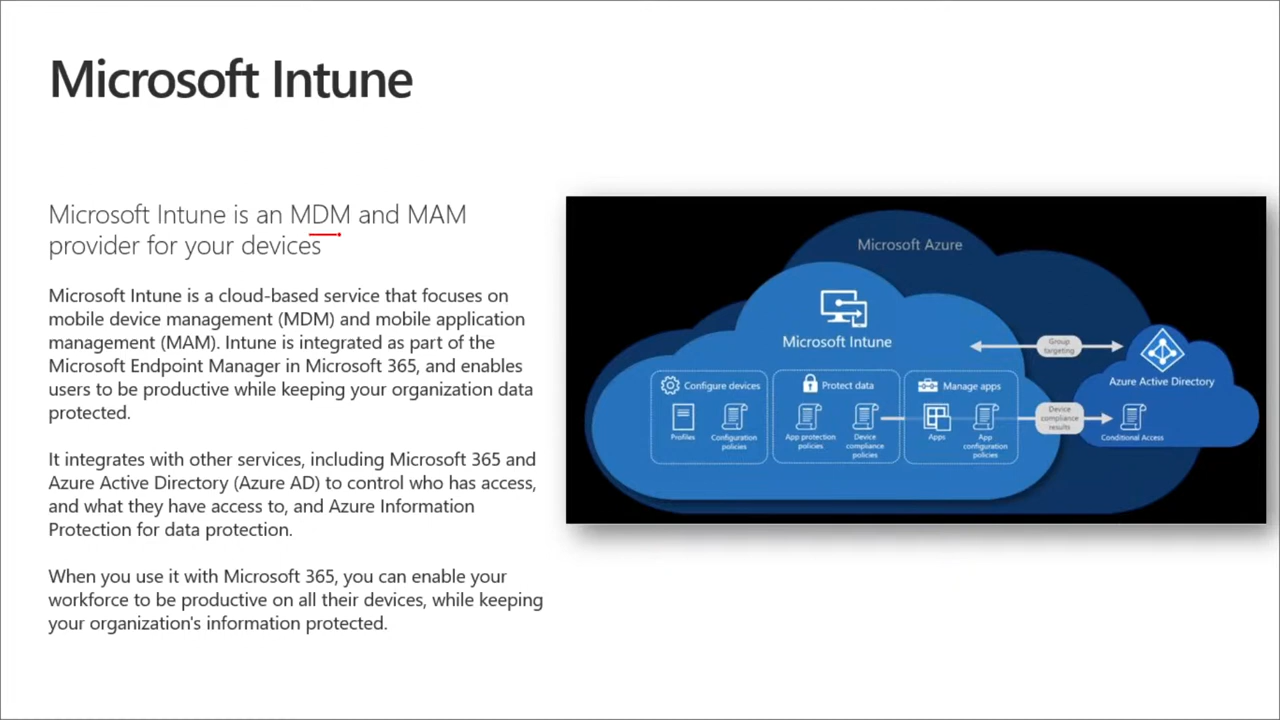 Microsoft Intune
Microsoft Intune is an MDM and MAM
provider for your devices
Microsoft Intune is a cloud-based service that focuses on
mobile device management (MDM) and mobile application
management (MAM). Intune is integrated as part of the
Microsoft Endpoint Manager in Microsoft 365, and enables
users to be productive while keeping your organization data
protected.
It integrates with other services, including Microsoft 365 and
Azure Active Directory (Azure AD) to control who has access,
and what they have access to, and Azure Information
Protection for data protection.
When you use it with Microsoft 365, you can enable your
workforce to be productive on all their devices, while keeping
your organization's information protected.
Microsoft Azure
Microsoft Intune
Group
targeting
Azure Active Directory
Configure devices
Profiles
Configuration
policies
Protect data
App protection
policies
Device
compliance
policies
Manage apps
Apps
App
configuration
policies
Device
compliance
results
Conditional Access